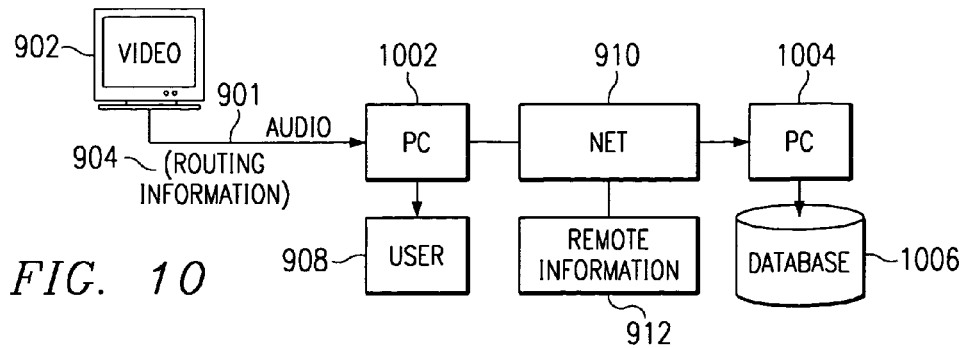 902
VIDEO
901
AUDIO
904
(ROUTING
INFORMATION)
1002
PC
910
NET
1004
PC
908
USER
REMOTE
INFORMATION
912
DATABASE
1006
FIG. 10